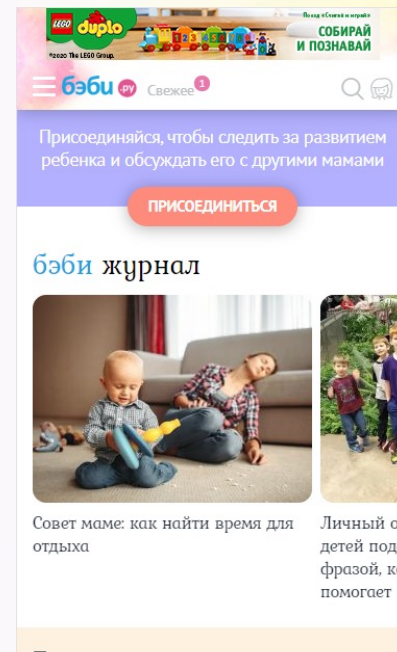 LEGO duplo
Поезд «Считай и играй»
СОБИРАЙ
И ПОЗНАВАЙ
©2020 The LEGO Group.
бэби .ру Свежее 1
Присоединяйся, чтобы следить за развитием
ребенка и обсуждать его с другими мамами
ПРИСОЕДИНИТЬСЯ
бэби журнал
Совет маме: как найти время для
отдыха
Личный
детей
фразой,
помогает